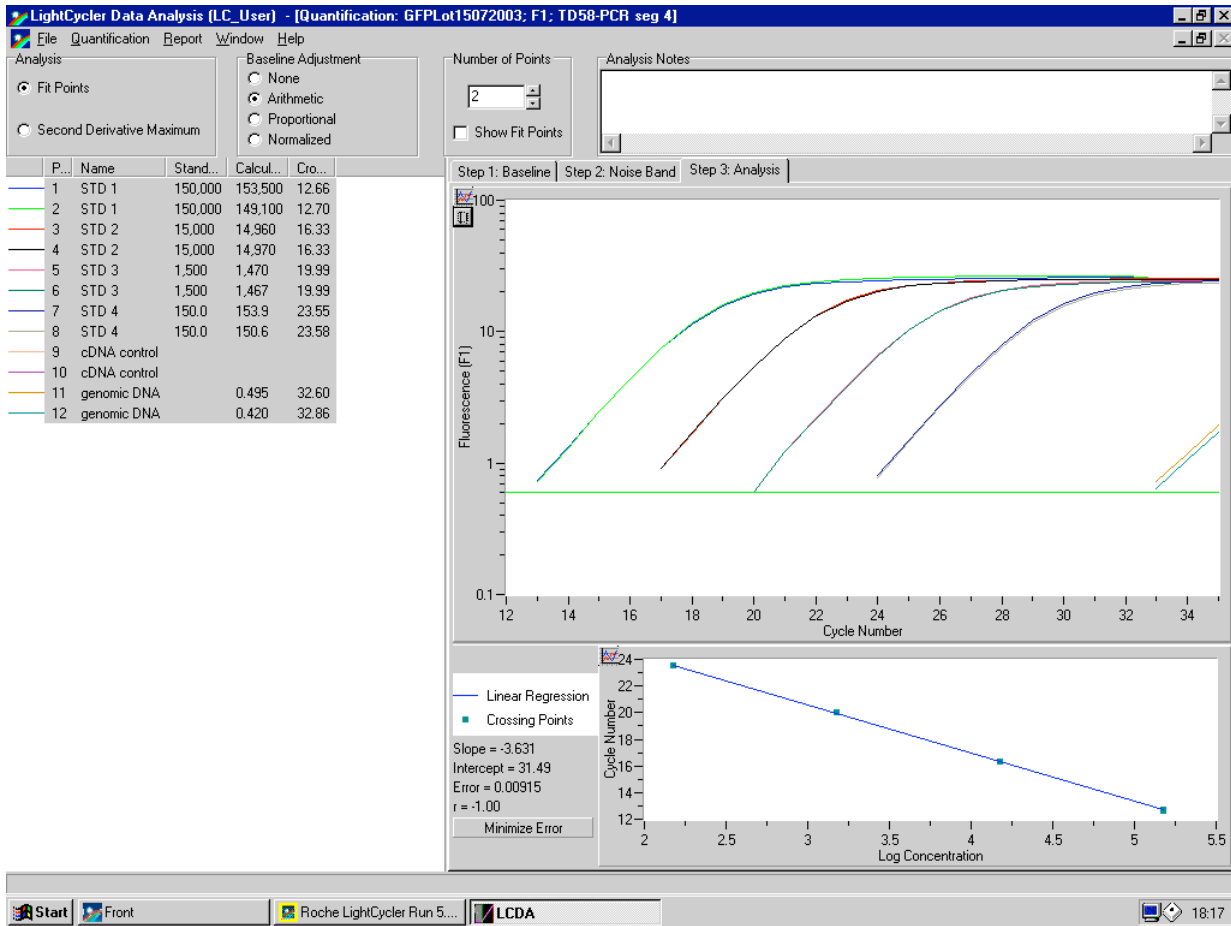 LightCycler Data Analysis (LC_User) - [Quantification: GFPLot15072003; F1; TD58-PCR seg 4]
File Quantification Report Window Help
Analysis
Fit Points
Second Derivative Maximum
Baseline Adjustment
None
Arithmetic
Proportional
Normalized
Number of Points
2
Show Fit Points
Analysis Notes
P... Name Stand... Calcul... Cro...
1 STD 1 150,000 153,500 12.66
2 STD 1 150,000 149,100 12.70
3 STD 2 15,000 14,960 16.33
4 STD 2 15,000 14,970 16.33
5 STD 3 1,500 1,470 19.99
6 STD 3 1,500 1,467 19.99
7 STD 4 150.0 153.9 23.55
8 STD 4 150.0 150.6 23.58
9 cDNA control
10 cDNA control
11 genomic DNA 0.495 32.60
12 genomic DNA 0.420 32.86
Step 1: Baseline Step 2: Noise Band Step 3: Analysis
100
10
1
0.1
Fluorescence (F1)
12 14 16 18 20 22 24 26 28 30 32 34
Cycle Number
Linear Regression
Crossing Points
Slope = -3.631
Intercept = 31.49
Error = 0.00915
r = -1.00
Minimize Error
24
22
20
18
16
14
12
Cycle Number
2 2.5 3 3.5 4 4.5 5 5.5
Log Concentration
Start Front Roche LightCycler Run 5.... LCDA 18:17